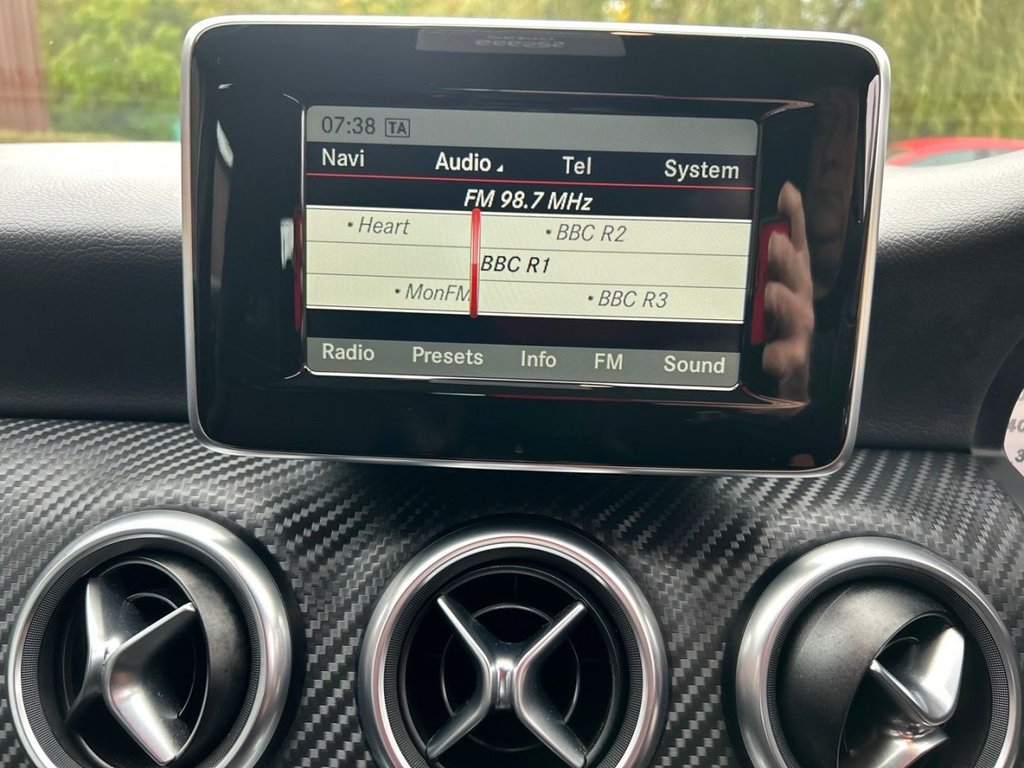 07:38 TA
Navi Audio Tel System
FM 98.7 MHz
• Heart • BBC R2
BBC R1
• MonFM • BBC R3
Radio Presets Info FM Sound